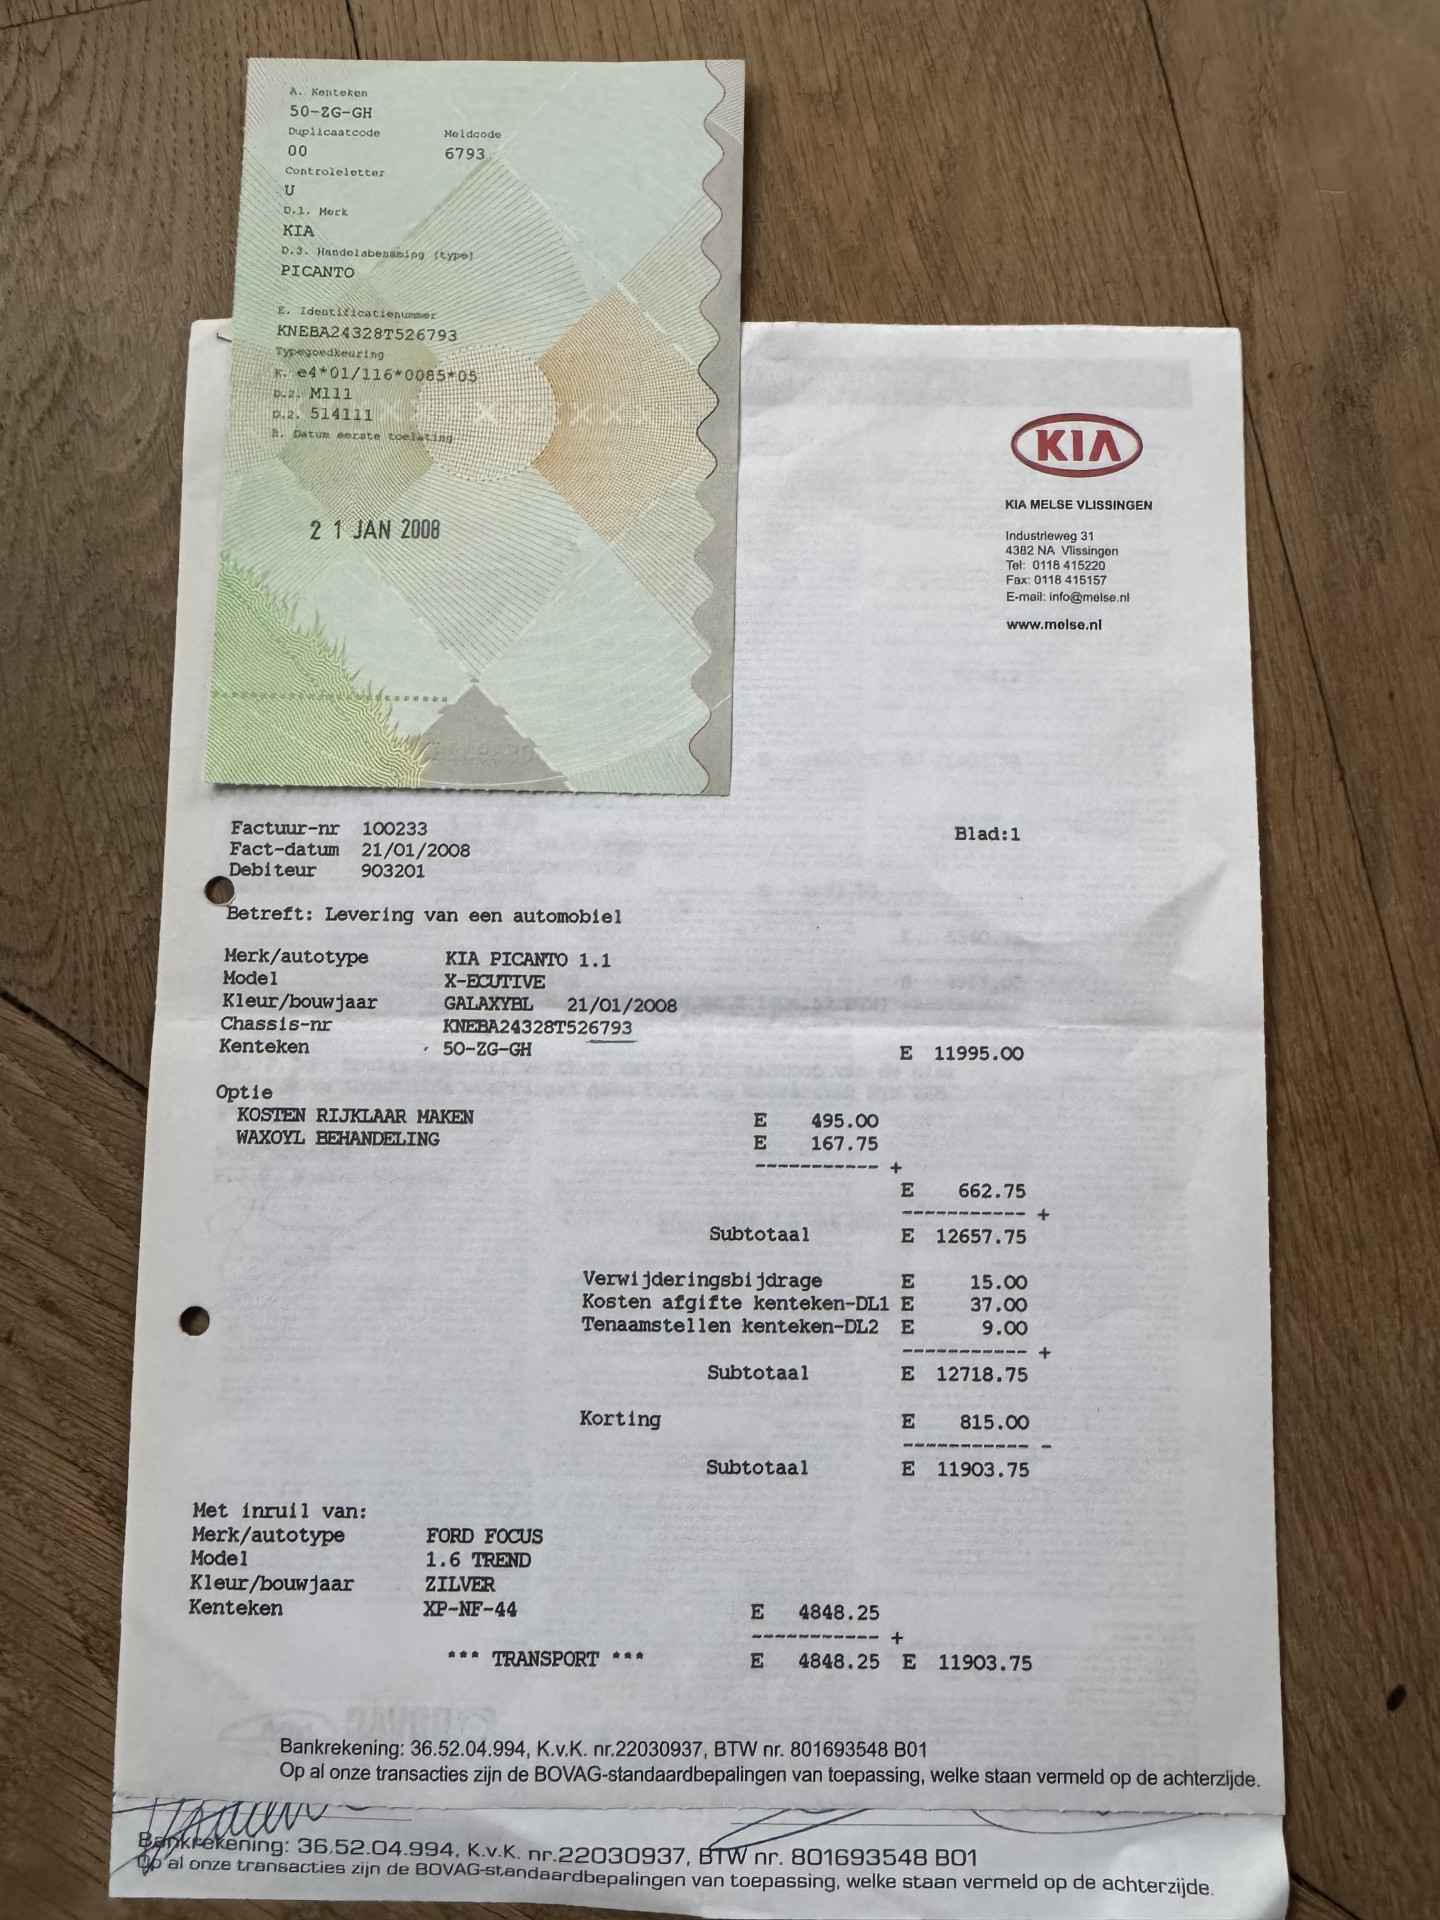 A. Kenteken
50-ZG-GH
Duplicaatcode Meldcode
00 6793
Controleletter
U
D.1. Merk
KIA
D.3. Handelsbenaming (type)
PICANTO
E. Identificatienummer
KNEBA24328T526793
Typegoedkeuring
K. e4*01/116*0085*05
D.2. M111
D.2. 514111
B. Datum eerste toelating
21 JAN 2008
KIA
KIA MELSE VLISSINGEN
Industrieweg 31
4382 NA Vlissingen
Tel: 0118 415220
Fax: 0118 415157
E-mail: info@melse.nl
www.melse.nl
Factuur-nr 100233 Blad:1
Fact-datum 21/01/2008
Debiteur 903201
Betreft: Levering van een automobiel
Merk/autotype KIA PICANTO 1.1
Model X-ECUTIVE
Kleur/bouwjaar GALAXYBL 21/01/2008
Chassis-nr KNEBA24328T526793
Kenteken 50-ZG-GH E 11995.00
Optie
KOSTEN RIJKLAAR MAKEN E 495.00
WAXOYL BEHANDELING E 167.75
----------- +
E 662.75
----------- +
Subtotaal E 12657.75
Verwijderingsbijdrage E 15.00
Kosten afgifte kenteken-DL1 E 37.00
Tenaamstellen kenteken-DL2 E 9.00
----------- +
Subtotaal E 12718.75
Korting E 815.00
----------- -
Subtotaal E 11903.75
Met inruil van:
Merk/autotype FORD FOCUS
Model 1.6 TREND
Kleur/bouwjaar ZILVER
Kenteken XP-NF-44 E 4848.25
----------- +
*** TRANSPORT *** E 4848.25 E 11903.75
Bankrekening: 36.52.04.994, K.v.K. nr.22030937, BTW nr. 801693548 B01
Op al onze transacties zijn de BOVAG-standaardbepalingen van toepassing, welke staan vermeld op de achterzijde.
Bankrekening: 36.52.04.994, K.v.K. nr.22030937, BTW nr. 801693548 B01
Op al onze transacties zijn de BOVAG-standaardbepalingen van toepassing, welke staan vermeld op de achterzijde.